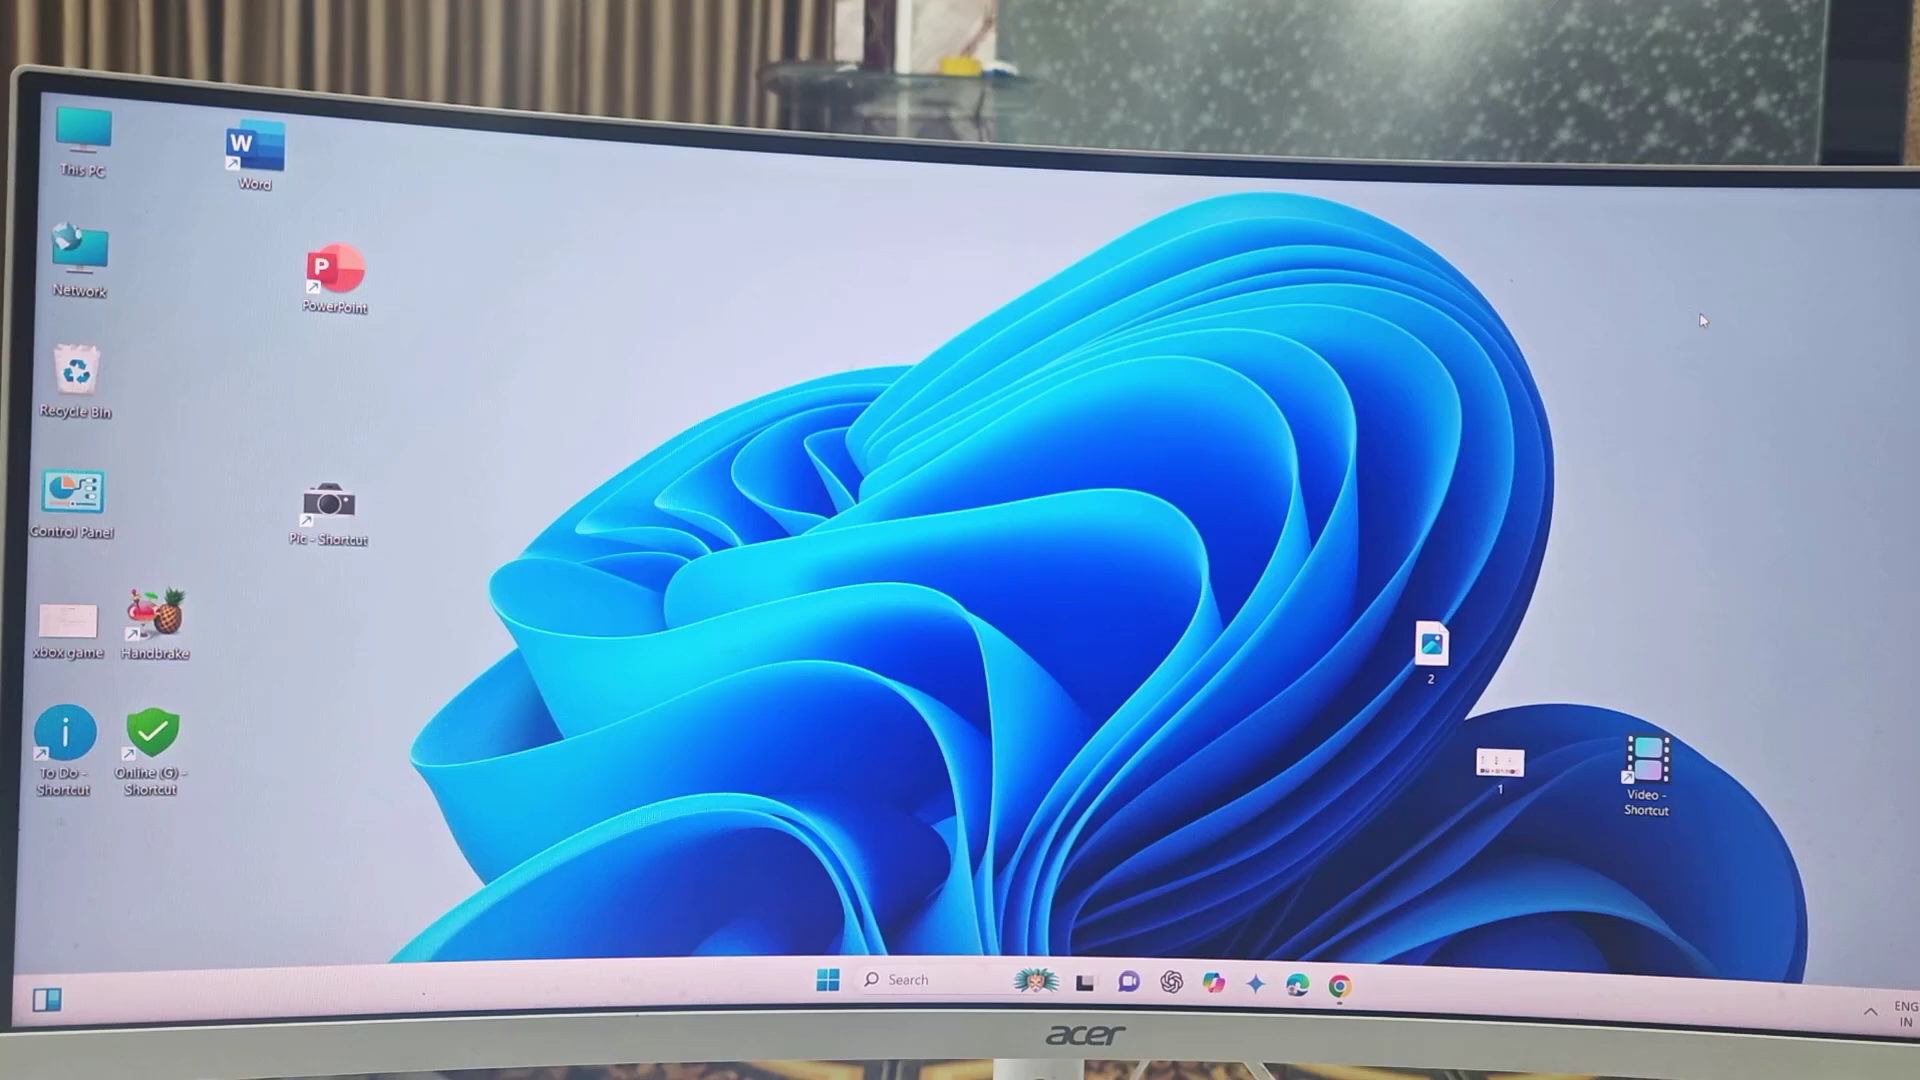 This PC
Word
Network
PowerPoint
Recycle Bin
Control Panel
Pic - Shortcut
xbox game
Handbrake
To Do -
Shortcut
Online (G) -
Shortcut
2
1
Video -
Shortcut
Search
ENG
IN
acer